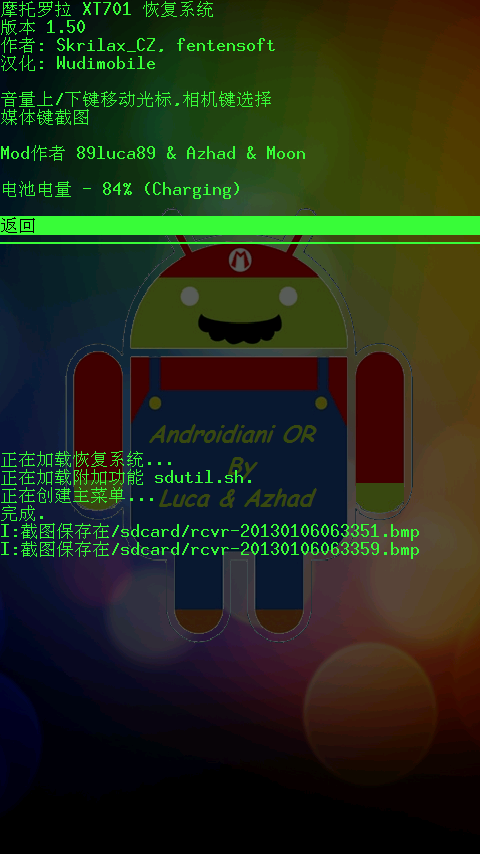 摩托罗拉 XT701 恢复系统
版本 1.50
作者: Skrilax_CZ, fentensoft
汉化: Wudimobile
音量上/下键移动光标,相机键选择
媒体键截图
Mod作者 89luca89 & Azhad & Moon
电池电量 - 84% (Charging)
返回
M
Androidiani OR
By
Luca & Azhad
正在加载恢复系统...
正在加载附加功能 sdutil.sh.
正在创建主菜单...
完成.
I:截图保存在/sdcard/rcvr-20130106063351.bmp
I:截图保存在/sdcard/rcvr-20130106063359.bmp